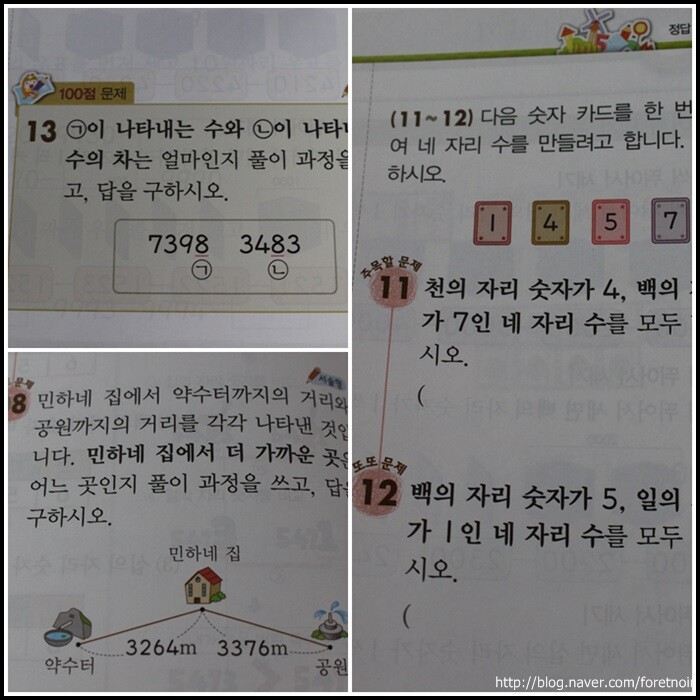 100점 문제
13 ㉠이 나타내는 수와 ㉡이 나타
수의 차는 얼마인지 풀이 과정을
고, 답을 구하시오.
7398 3483
㉠ ㉡
문제
8 민하네 집에서 약수터까지의 거리와
공원까지의 거리를 각각 나타낸 것입
니다. 민하네 집에서 더 가까운 곳은
어느 곳인지 풀이 과정을 쓰고, 답을
구하시오.
민하네 집
3264m 3376m
약수터 공원
정답
(11~12) 다음 숫자 카드를 한 번
여 네 자리 수를 만들려고 합니다.
하시오.
1 4 5 7
주목할 문제
11 천의 자리 숫자가 4, 백의
가 7인 네 자리 수를 모두
시오.
(
또또 문제
12 백의 자리 숫자가 5, 일의
가 1인 네 자리 수를 모두
시오.
(
http://blog.naver.com/foretnoir